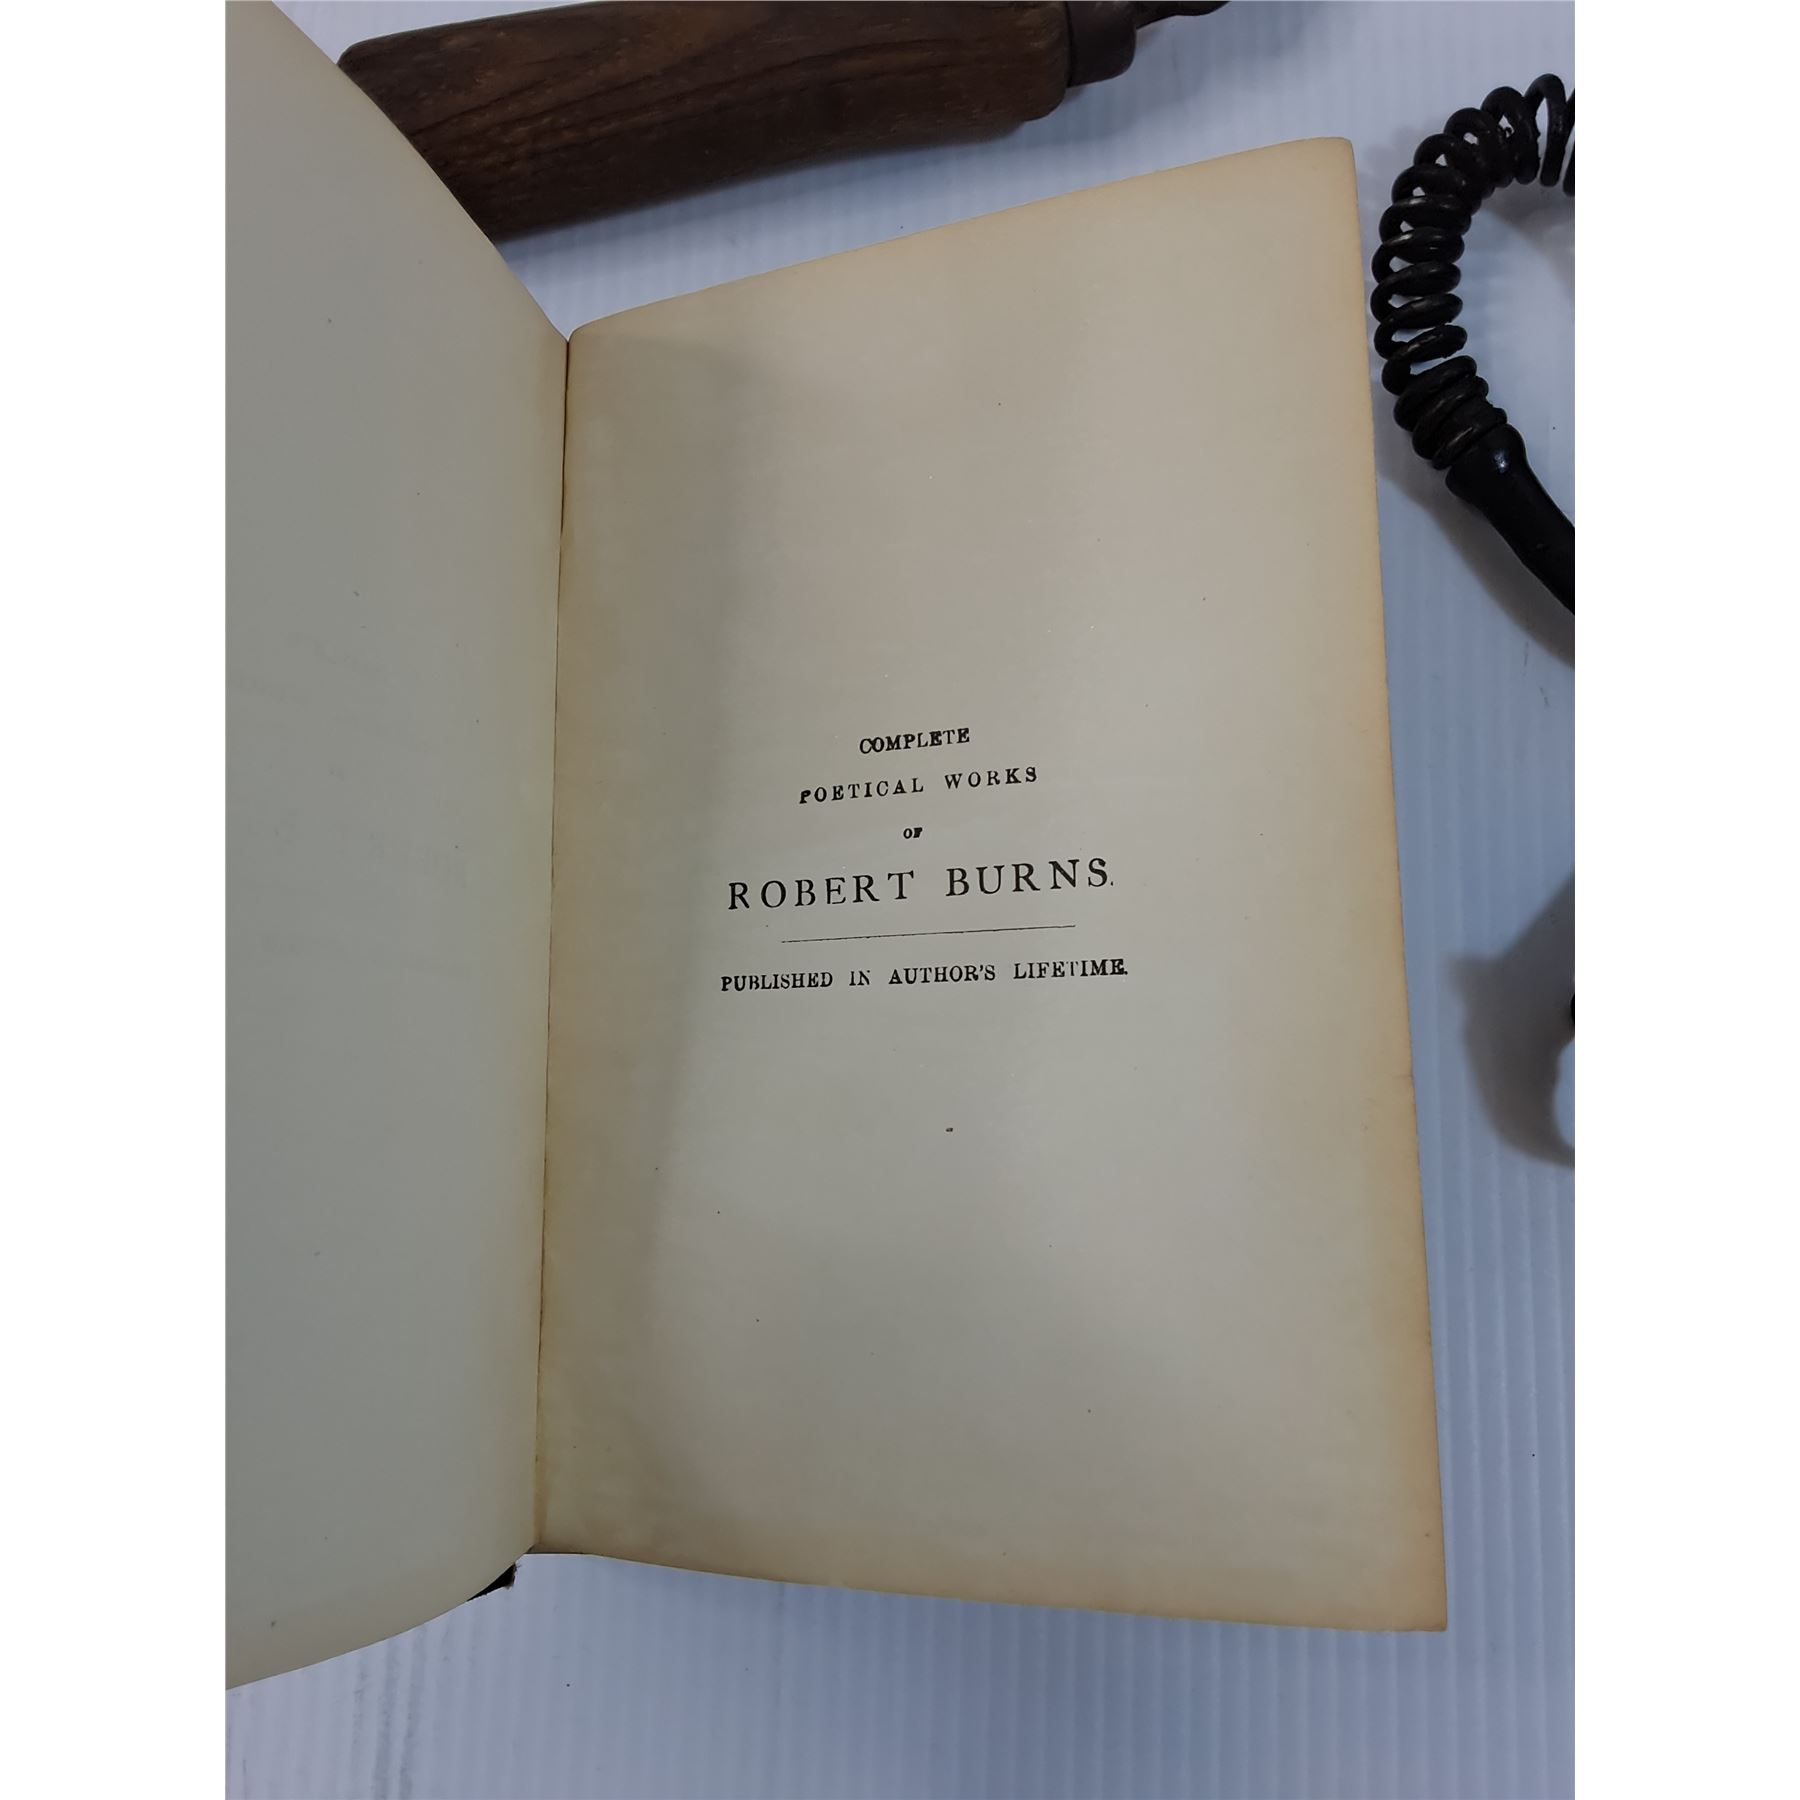 COMPLETE
POETICAL WORKS
OF
ROBERT BURNS.
PUBLISHED IN AUTHOR'S LIFETIME.